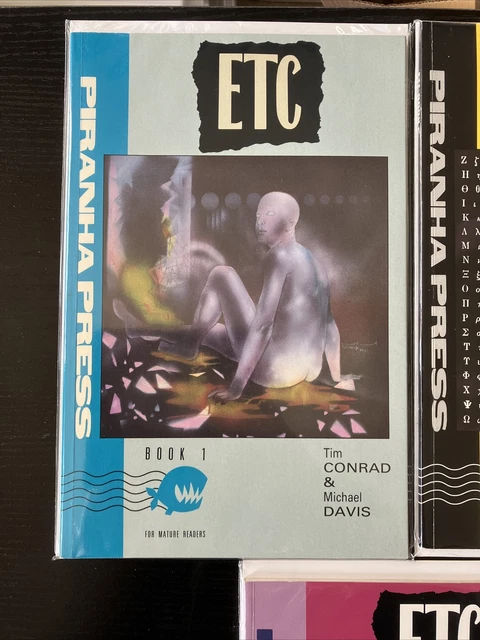 ETC
PIRANHA PRESS
BOOK 1
Tim
CONRAD
&
Michael
DAVIS
FOR MATURE READERS
PIRANHA PRESS
Ζ
Η
Θ
Ι
Κ
Λ
Μ
Ν
Ξ
Ο
Π
Ρ
Σ
Τ
Υ
Φ
Χ
Ψ
Ω
ETC